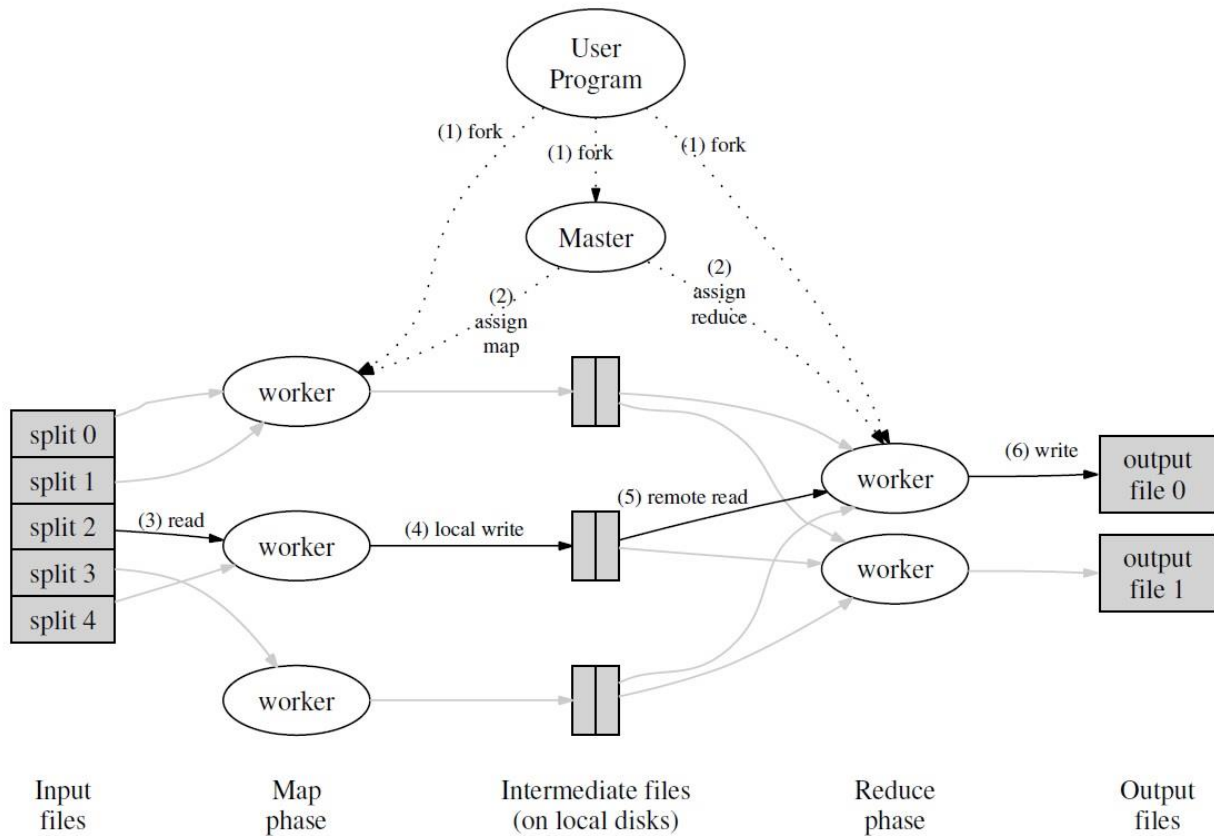 User
Program
(1) fork
(1) fork
(1) fork
Master
(2)
assign
map
(2)
assign
reduce
worker
split 0
split 1
split 2
split 3
split 4
(3) read
worker
(4) local write
(5) remote read
worker
(6) write
output
file 0
worker
output
file 1
worker
Input
files
Map
phase
Intermediate files
(on local disks)
Reduce
phase
Output
files